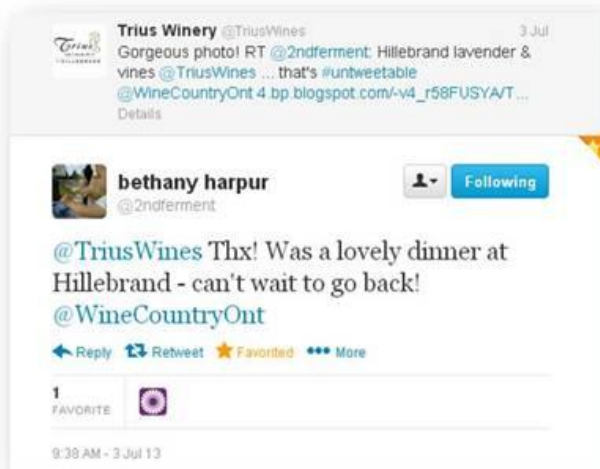 Trius Winery @TriusWines 3 Jul
Gorgeous photo! RT @2ndferment: Hillebrand lavender &
vines @TriusWines ... that's #untweetable
@WineCountryOnt 4.bp.blogspot.com/-v4_r58FUSYA/T...
Details
bethany harpur
@2ndferment
Following
@TriusWines Thx! Was a lovely dinner at
Hillebrand - can't wait to go back!
@WineCountryOnt
Reply Retweet Favorited More
1
FAVORITE
9:38 AM - 3 Jul 13